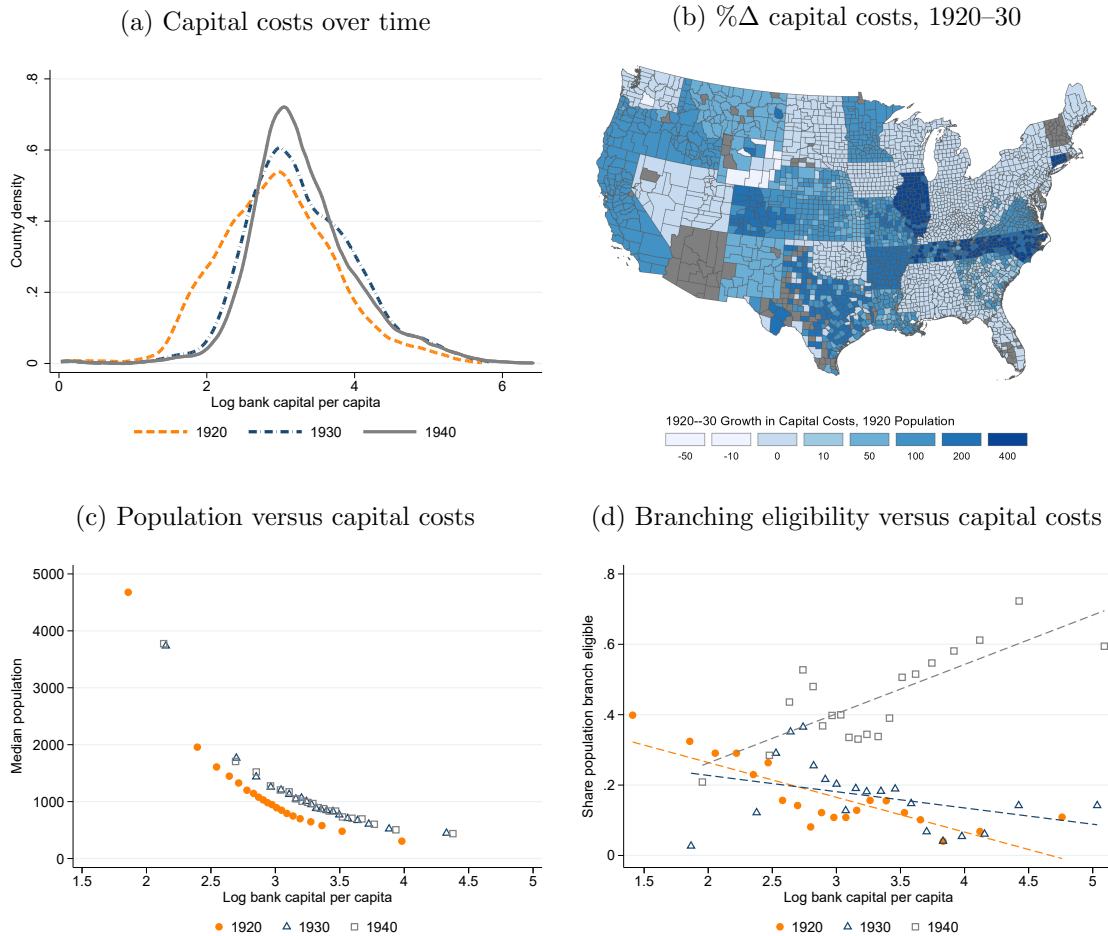 (a) Capital costs over time
.8
.6
.4
.2
0
County density
0 2 4 6
Log bank capital per capita
1920 1930 1940
(b) %Δ capital costs, 1920–30
1920--30 Growth in Capital Costs, 1920 Population
-50 -10 0 10 50 100 200 400
(c) Population versus capital costs
5000
4000
3000
2000
1000
0
Median population
1.5 2 2.5 3 3.5 4 4.5 5
Log bank capital per capita
1920 1930 1940
(d) Branching eligibility versus capital costs
.8
.6
.4
.2
0
Share population branch eligible
1.5 2 2.5 3 3.5 4 4.5 5
Log bank capital per capita
1920 1930 1940